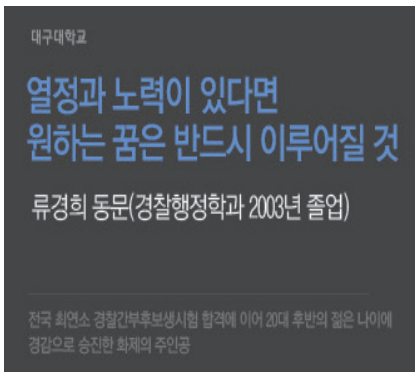 대구대학교
열정과 노력이 있다면
원하는 꿈은 반드시 이루어질 것
류경희 동문(경찰행정학과 2003년 졸업)
전국 최연소 경찰간부후보생시험 합격에 이어 20대 후반의 젊은 나이에
경감으로 승진한 화제의 주인공